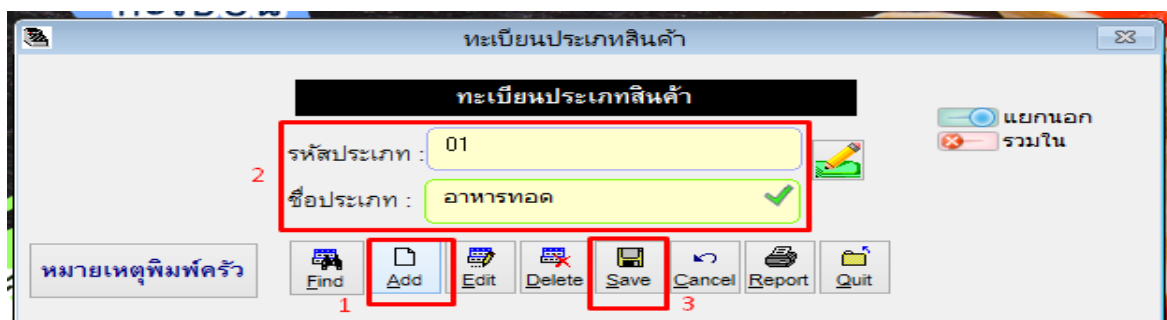 ทะเบียนประเภทสินค้า
ทะเบียนประเภทสินค้า
แยกนอก
รวมใน
รหัสประเภท : 01
2
ชื่อประเภท : อาหารทอด
หมายเหตุพิมพ์ครัว
Find Add Edit Delete Save Cancel Report Quit
1 3